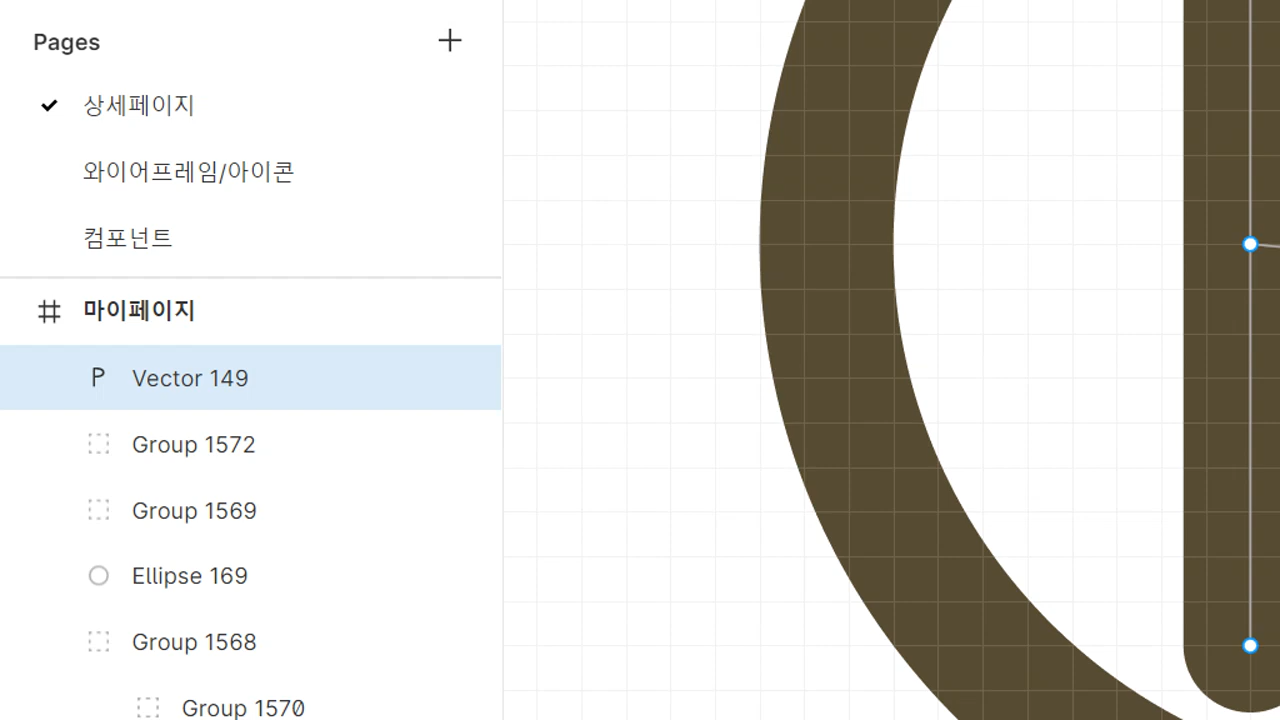 Pages
상세페이지
와이어프레임/아이콘
컴포넌트
마이페이지
Vector 149
Group 1572
Group 1569
Ellipse 169
Group 1568
Group 1570